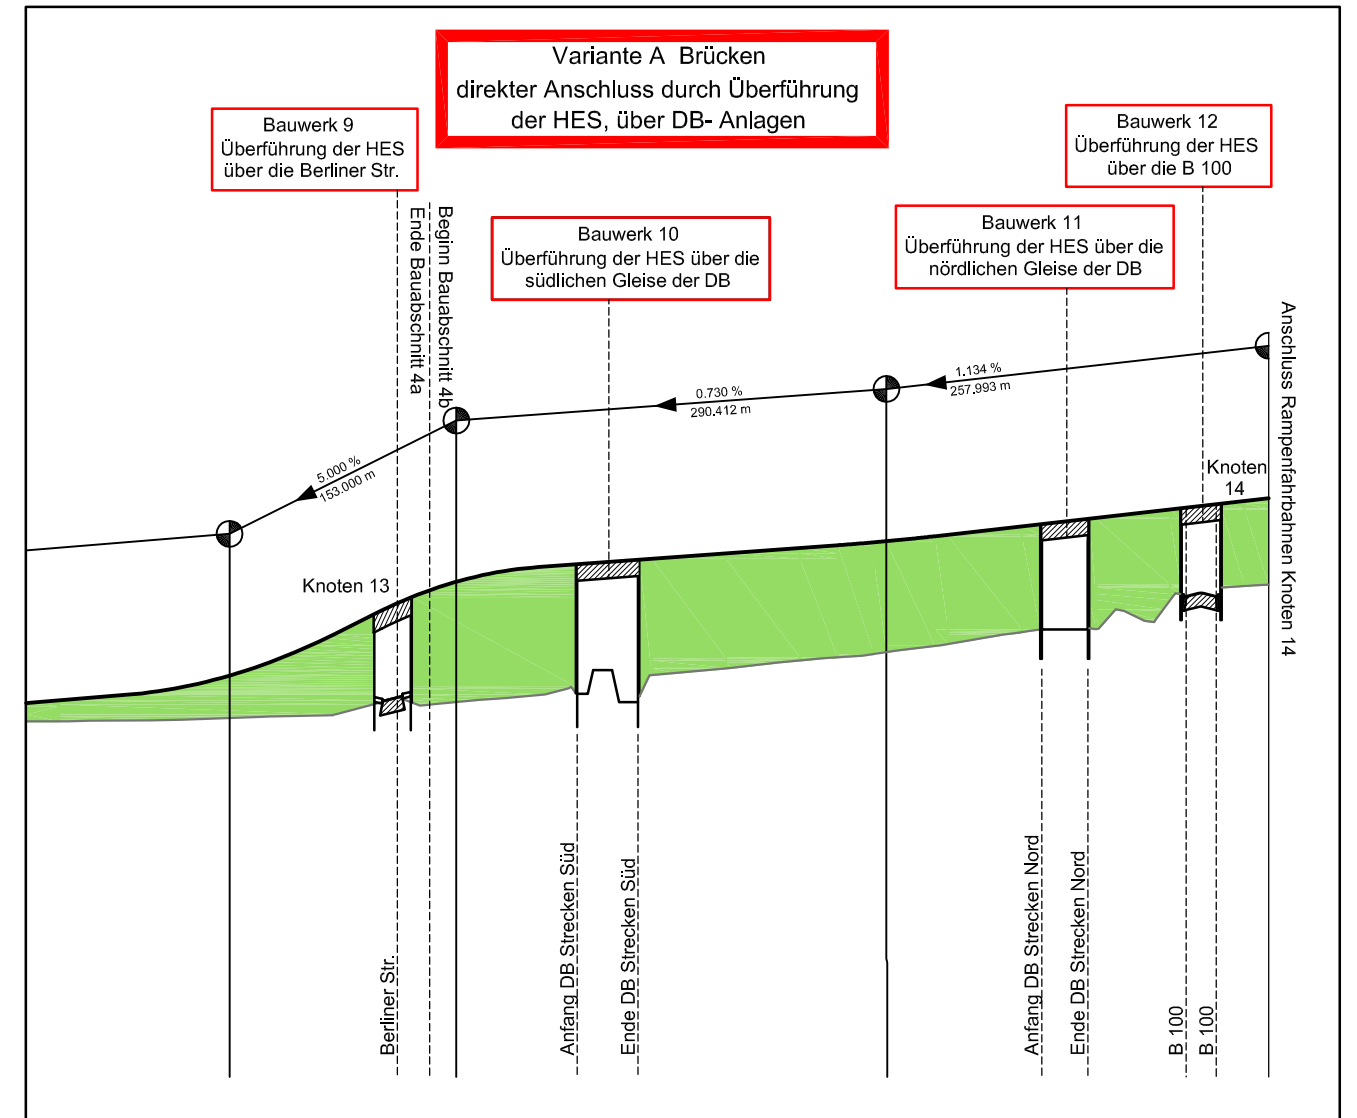 Variante A  Brücken
direkter Anschluss durch Überführung
der HES, über DB- Anlagen
Bauwerk 9
Überführung der HES
über die Berliner Str.
Bauwerk 12
Überführung der HES
über die B 100
Bauwerk 10
Überführung der HES über die
südlichen Gleise der DB
Bauwerk 11
Überführung der HES über die
nördlichen Gleise der DB
Ende Bauabschnitt 4a
Beginn Bauabschnitt 4b
Anschluss Rampenfahrbahnen Knoten 14
5.000 %
153.000 m
0.730 %
290.412 m
1.134 %
257.993 m
Knoten
14
Knoten 13
Berliner Str.
Anfang DB Strecken Süd
Ende DB Strecken Süd
Anfang DB Strecken Nord
Ende DB Strecken Nord
B 100
B 100